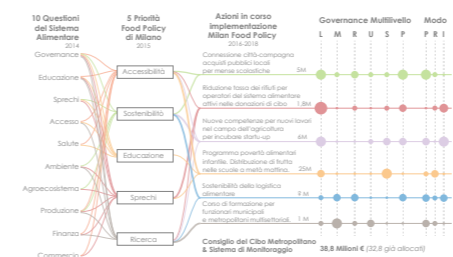 10 Questioni
del Sistema
Alimentare
2014
Governance
Educazione
Sprechi
Accesso
Salute
Ambiente
Agroecosistema
Produzione
Finanza
Commercio
5 Priorità
Food Policy
di Milano
2015
Accessibilità
Sostenibilità
Educazione
Sprechi
Ricerca
Azioni in corso
implementazione
Milan Food Policy
2016-2018
Connessione città-campagna
acquisti pubblici locali
per mense scolastiche 5M
Riduzione tassa dei rifiuti per
operatori del sistema alimentare
attivi nelle donazioni di cibo 1,8M
Nuove competenze per nuovi lavori
nel campo dell'agricoltura
per incubare start-up 6M
Programma povertà alimentari
infantile. Distribuzione di frutta
nelle scuole a metà mattina. 25M
Sostenibilità della logistica
alimentare
Corso di formazione per
funzionari municipali
e metropolitani multisettoriali. 1 M
Consiglio del Cibo Metropolitano
& Sistema di Monitoraggio
Governance Multilivello Modo
L M R U S P P R I
38,8 Milioni € (32,8 già allocati)